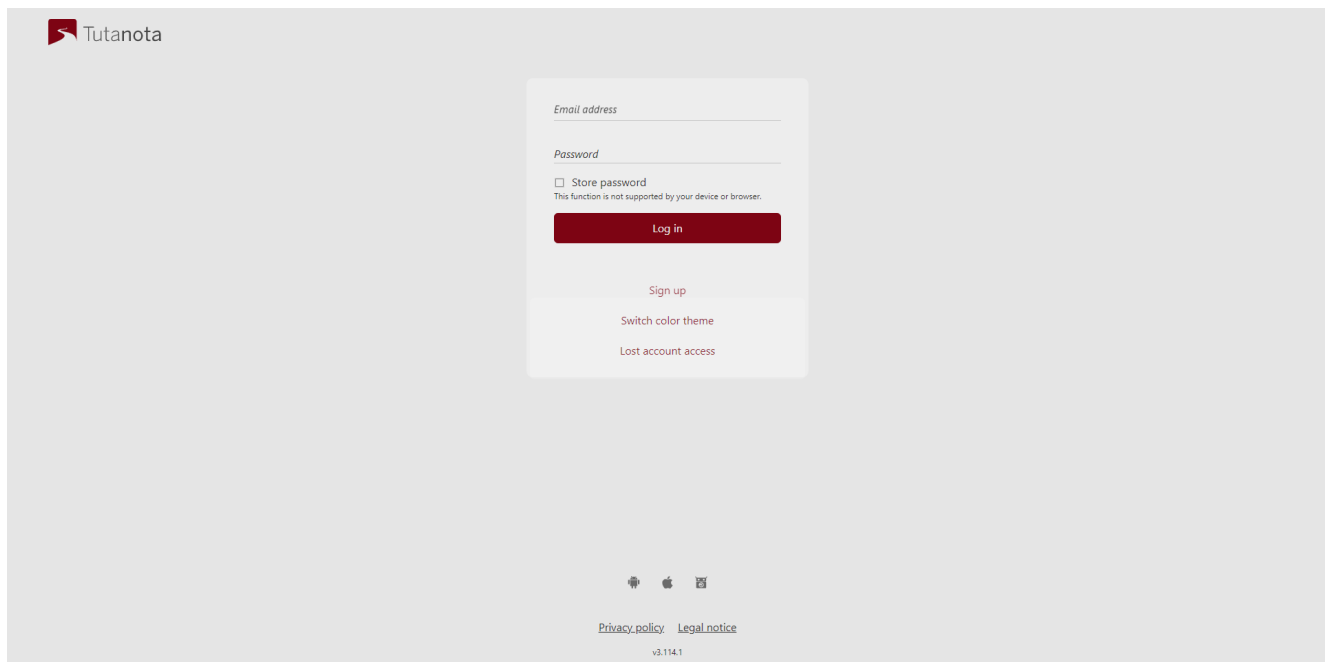 Tutanota
Email address
Password
Store password
This function is not supported by your device or browser.
Log in
Sign up
Switch color theme
Lost account access
Privacy policy Legal notice
v3.114.1